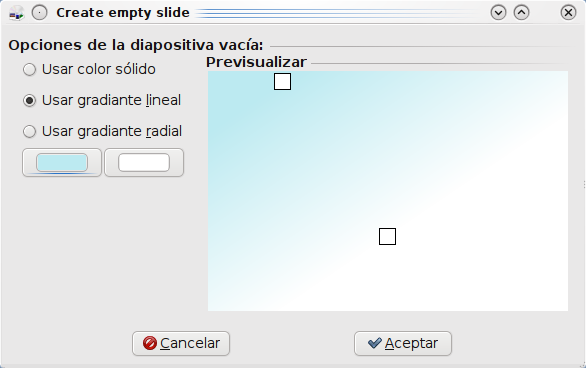 Create empty slide
Opciones de la diapositiva vacía:
Usar color sólido
Usar gradiante lineal
Usar gradiante radial
Previsualizar
Cancelar
Aceptar